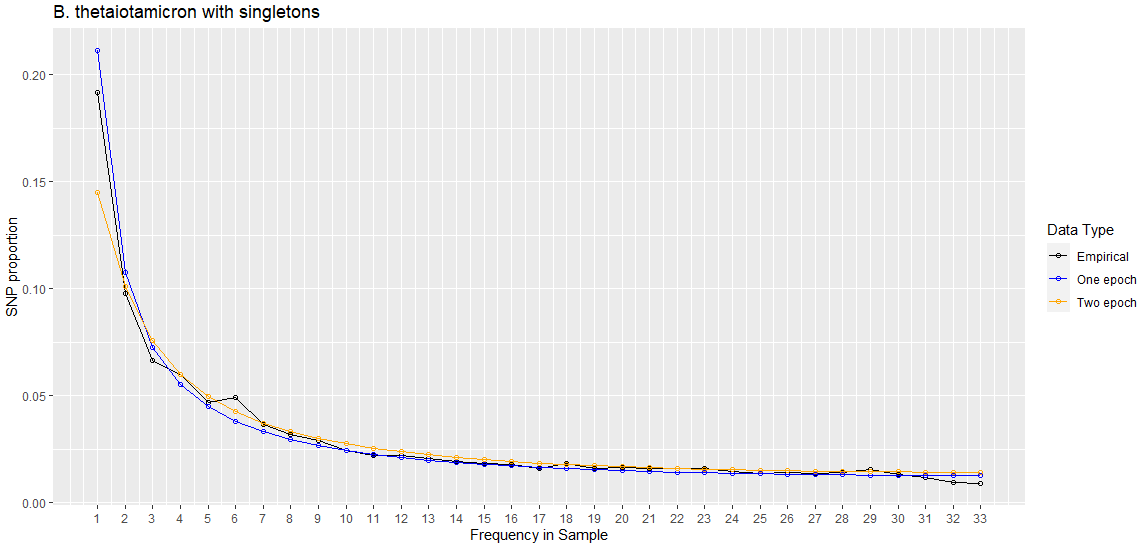 B. thetaiotamicron with singletons
SNP proportion
0.20
0.15
0.10
0.05
0.00
1 2 3 4 5 6 7 8 9 10 11 12 13 14 15 16 17 18 19 20 21 22 23 24 25 26 27 28 29 30 31 32 33
Frequency in Sample
Data Type
Empirical
One epoch
Two epoch